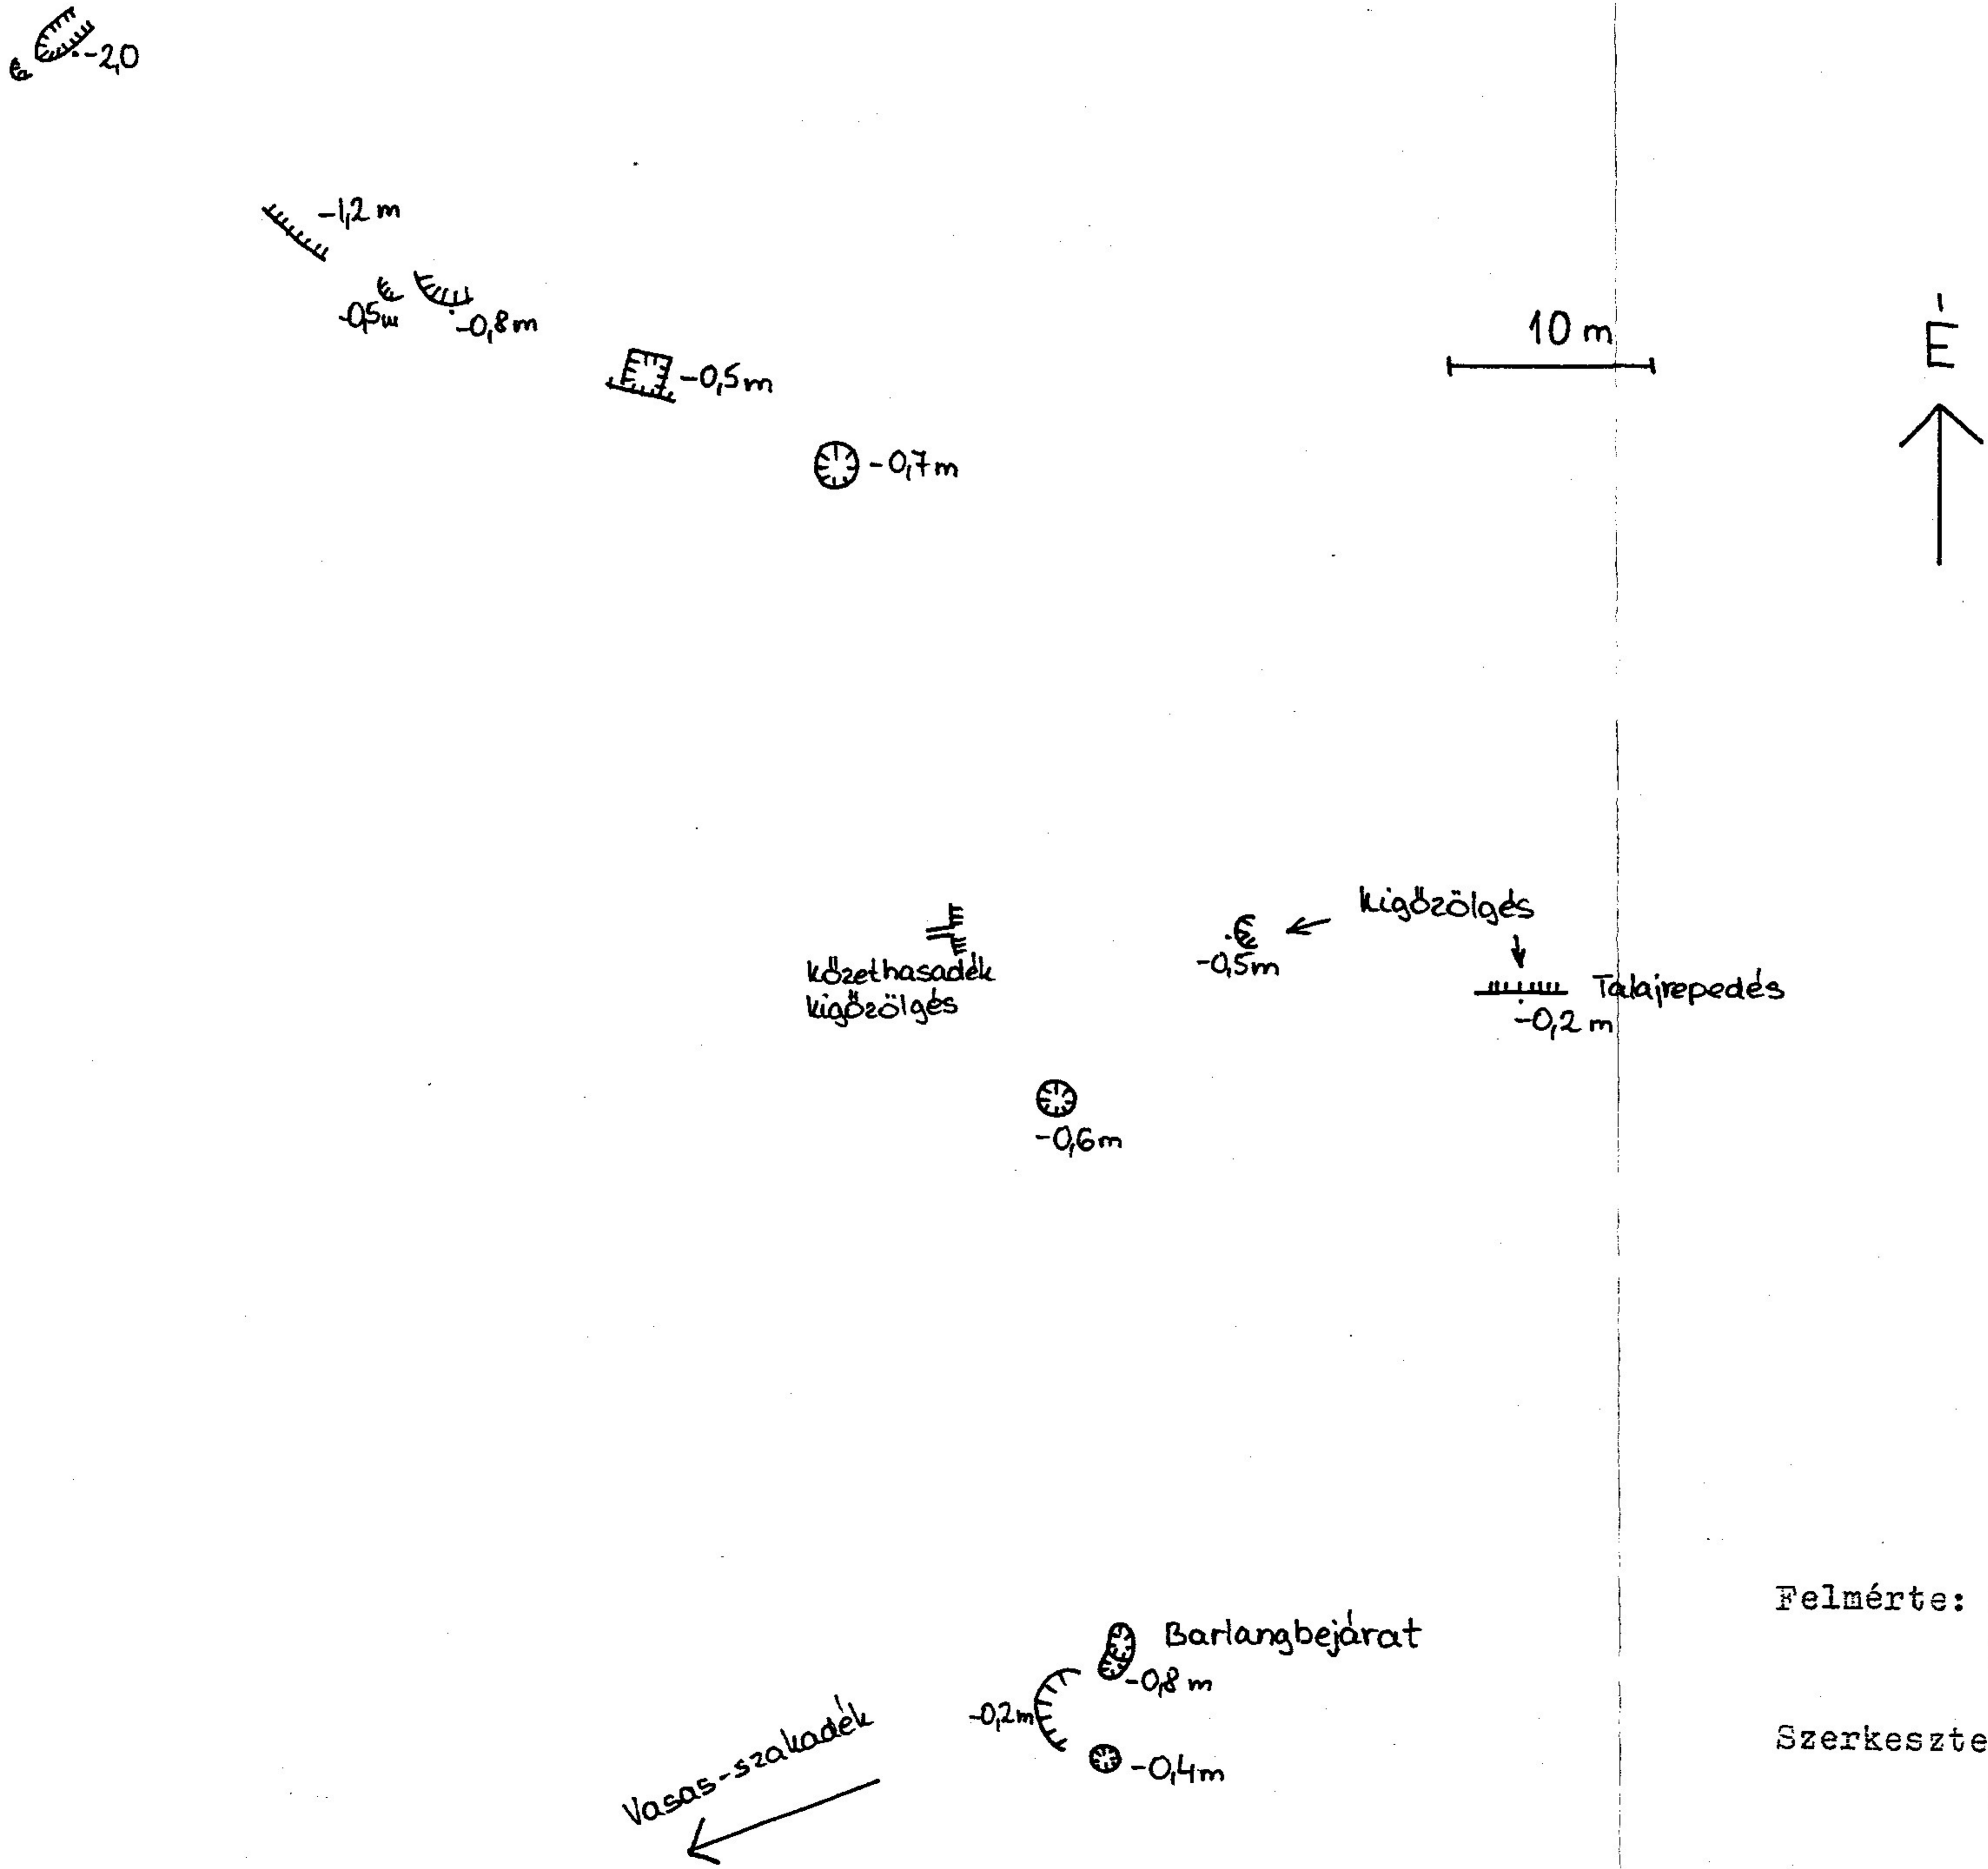 -2,0
-1,2 m
-0,5m
-0,8m
10 m
É
-0,5m
-0,7m
kigőzölgés
-0,5m
kőzethasadék
kigőzölgés
Talajrepedés
-0,2 m
-0,6m
Felmérte:
Barlangbejárat
-0,8 m
-0,2m
Vasas-szakadék
Szerkeszte
-0,4m